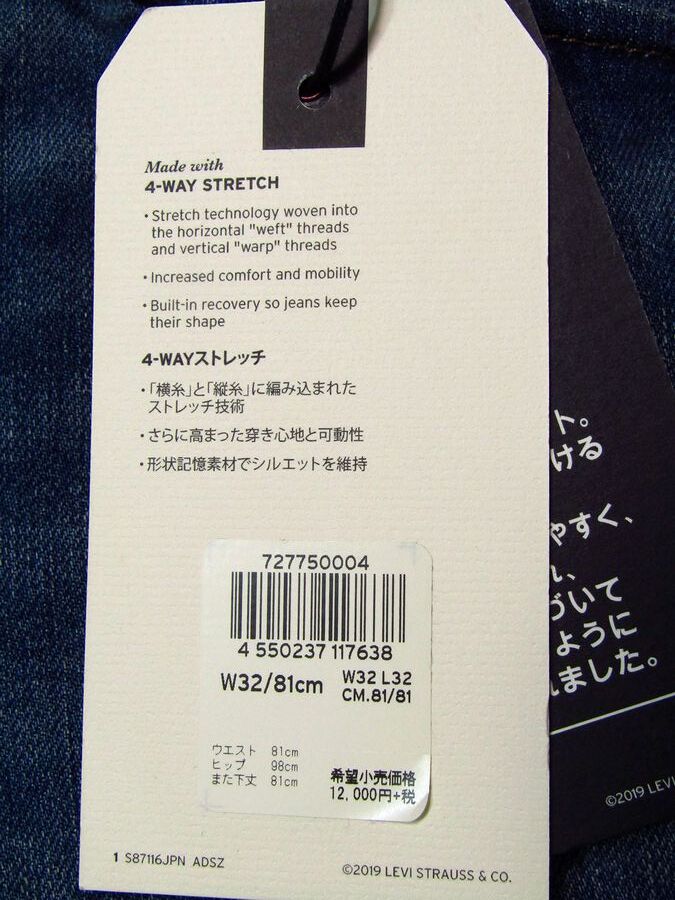 Made with
4-WAY STRETCH
・Stretch technology woven into
the horizontal "weft" threads
and vertical "warp" threads
・Increased comfort and mobility
・Built-in recovery so jeans keep
their shape
4-WAYストレッチ
・「横糸」と「縦糸」に編み込まれた
ストレッチ技術
・さらに高まった穿き心地と可動性
・形状記憶素材でシルエットを維持
727750004
4 550237 117638
W32/81cm
W32 L32
CM.81/81
ウエスト 81cm
ヒップ 98cm
また下丈 81cm
希望小売価格
12,000円+税
1 S87116JPN ADSZ
©2019 LEVI STRAUSS & CO.
ト。
ける
やすく、
づいて
ように
ました。
©2019 LEVI